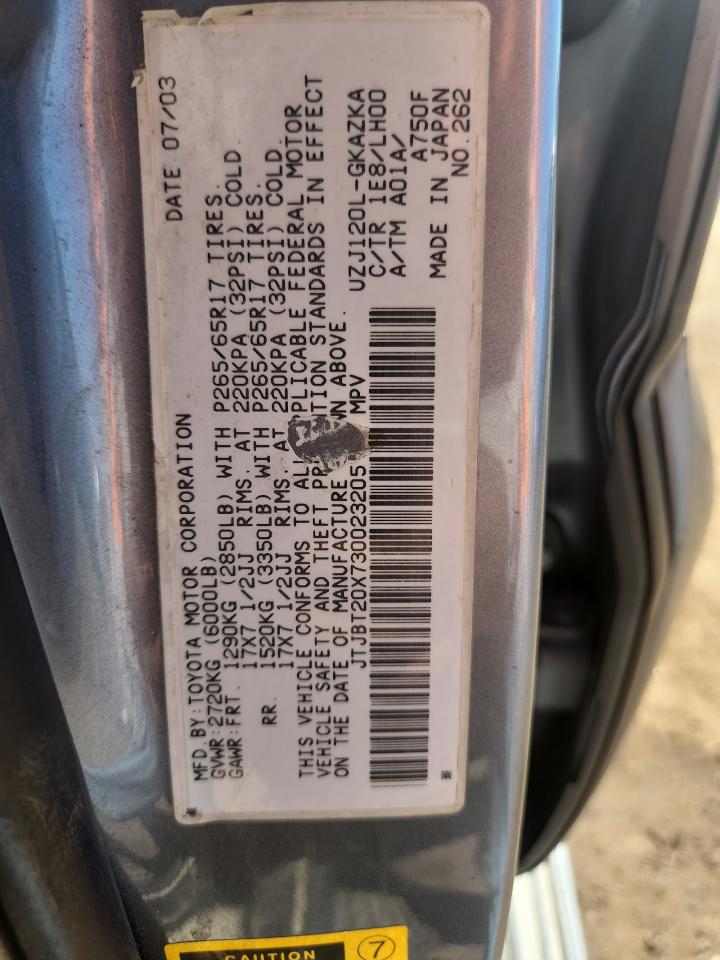 DATE 07/03
MFD.BY:TOYOTA MOTOR CORPORATION
GVWR:2720KG(6000LB)
GAWR:FRT. 1290KG (2850LB) WITH P265/65R17 TIRES.
17X7 1/2JJ RIMS. AT 220KPA (32PSI) COLD.
RR. 1520KG (3350LB) WITH P265/65R17 TIRES.
17X7 1/2JJ RIMS. AT 220KPA (32PSI) COLD.
THIS VEHICLE CONFORMS TO ALL FEDERAL MOTOR
VEHICLE SAFETY AND THEFT STANDARDS IN EFFECT
ON THE DATE OF MANUFACTURE ABOVE.
JTJBT20X730023205 MPV
UZJ120L-GKAZKA
C/TR 1E8/LH00
A/TM A01A/
A750F
MADE IN JAPAN
* * NO.262
CAUTION 7